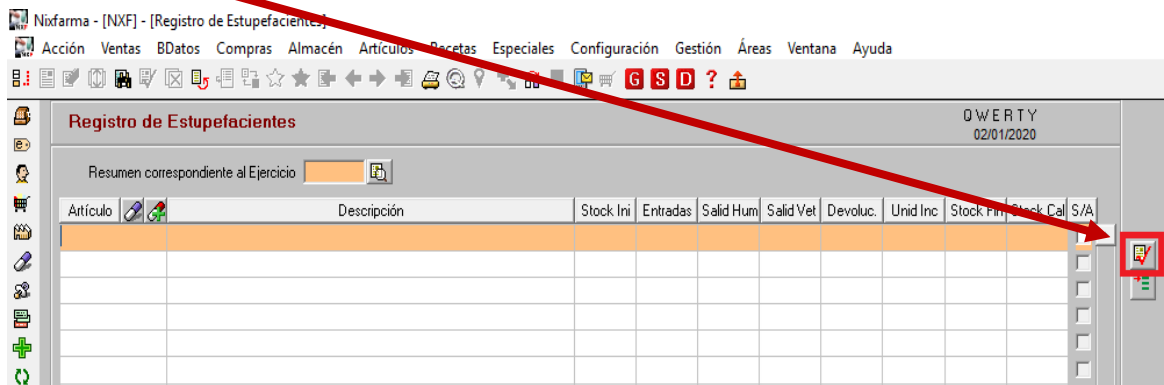 Nixfarma - [NXF] - [Registro de Estupefacientes]
Acción Ventas BDatos Compras Almacén Artículos Recetas Especiales Configuración Gestión Áreas Ventana Ayuda
G S D ?
Registro de Estupefacientes
QWERTY
02/01/2020
Resumen correspondiente al Ejercicio
Artículo Descripción Stock Ini Entradas Salid Hum Salid Vet Devoluc. Unid Inc Stock Fin Stock Cal S/A